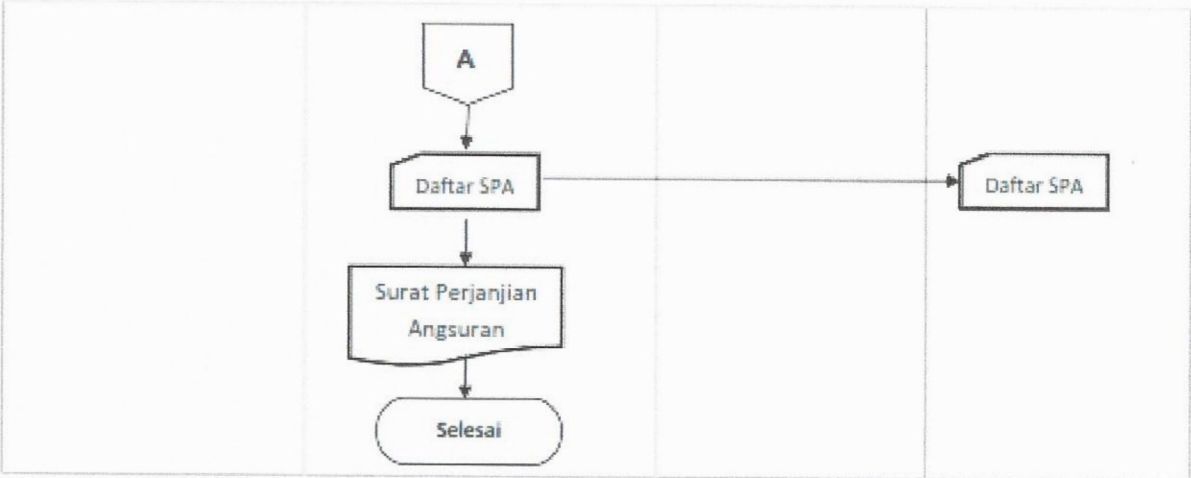 A
Daftar SPA
Daftar SPA
Surat Perjanjian
Angsuran
Selesai